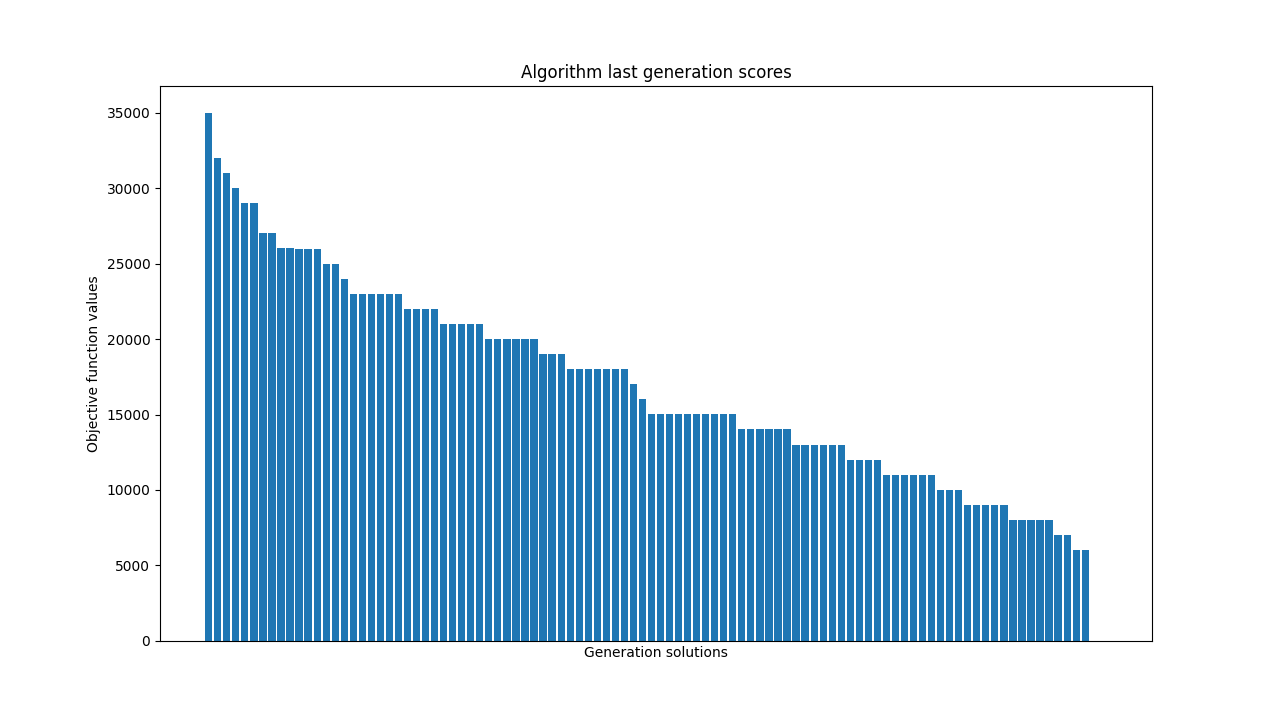 Algorithm last generation scores
35000
30000
25000
20000
15000
10000
5000
0
Objective function values
Generation solutions